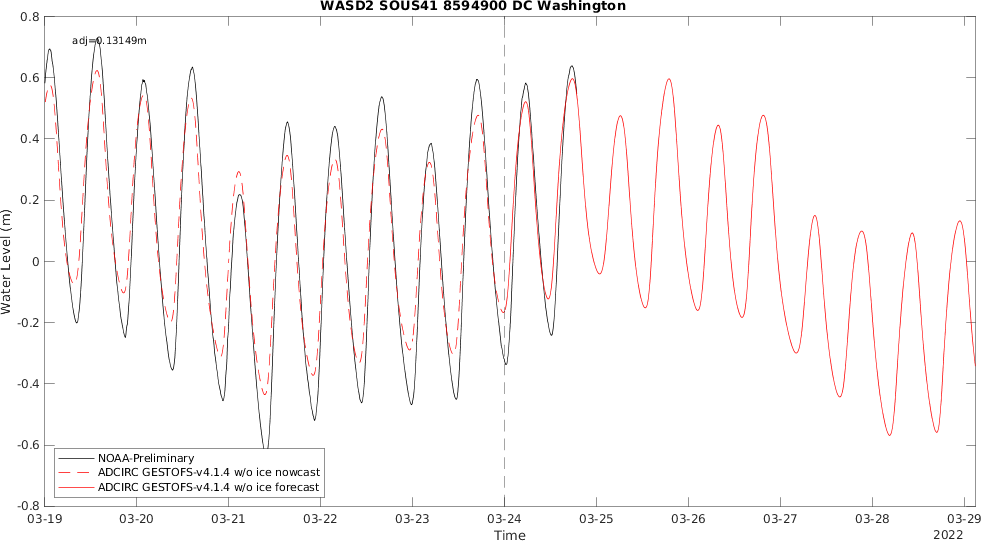 WASD2 SOUS41 8594900 DC Washington
adj=0.13149m
0.8
0.6
0.4
0.2
0
-0.2
-0.4
-0.6
-0.8
Water Level (m)
NOAA-Preliminary
ADCIRC GESTOFS-v4.1.4 w/o ice nowcast
ADCIRC GESTOFS-v4.1.4 w/o ice forecast
03-19 03-20 03-21 03-22 03-23 03-24 03-25 03-26 03-27 03-28 03-29
Time
2022